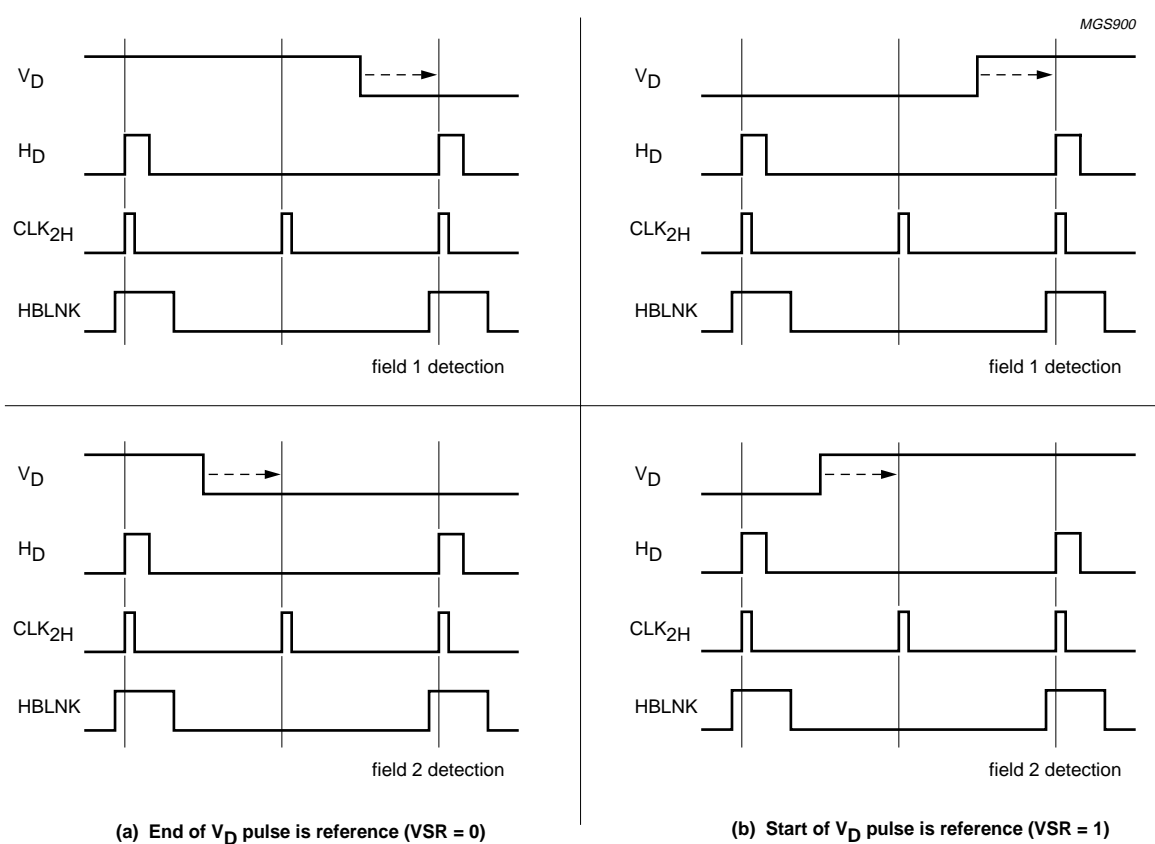 MGS900
VD
HD
CLK2H
HBLNK
field 1 detection
VD
HD
CLK2H
HBLNK
field 1 detection
VD
HD
CLK2H
HBLNK
field 2 detection
VD
HD
CLK2H
HBLNK
field 2 detection
(a) End of VD pulse is reference (VSR = 0)
(b) Start of VD pulse is reference (VSR = 1)